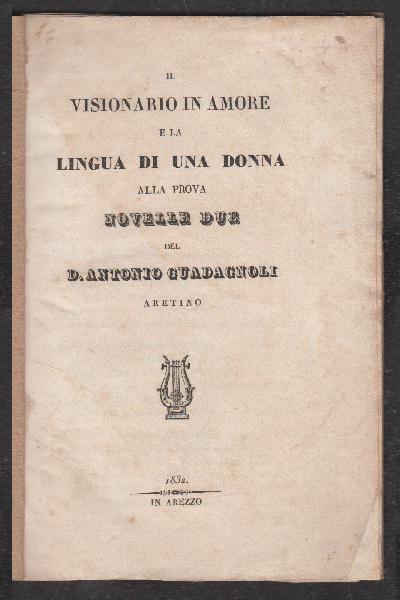 IL
VISIONARIO IN AMORE
E LA
LINGUA DI UNA DONNA
ALLA PROVA
NOVELLE DUE
DEL
D. ANTONIO GUADAGNOLI
ARETINO
1832.
IN AREZZO